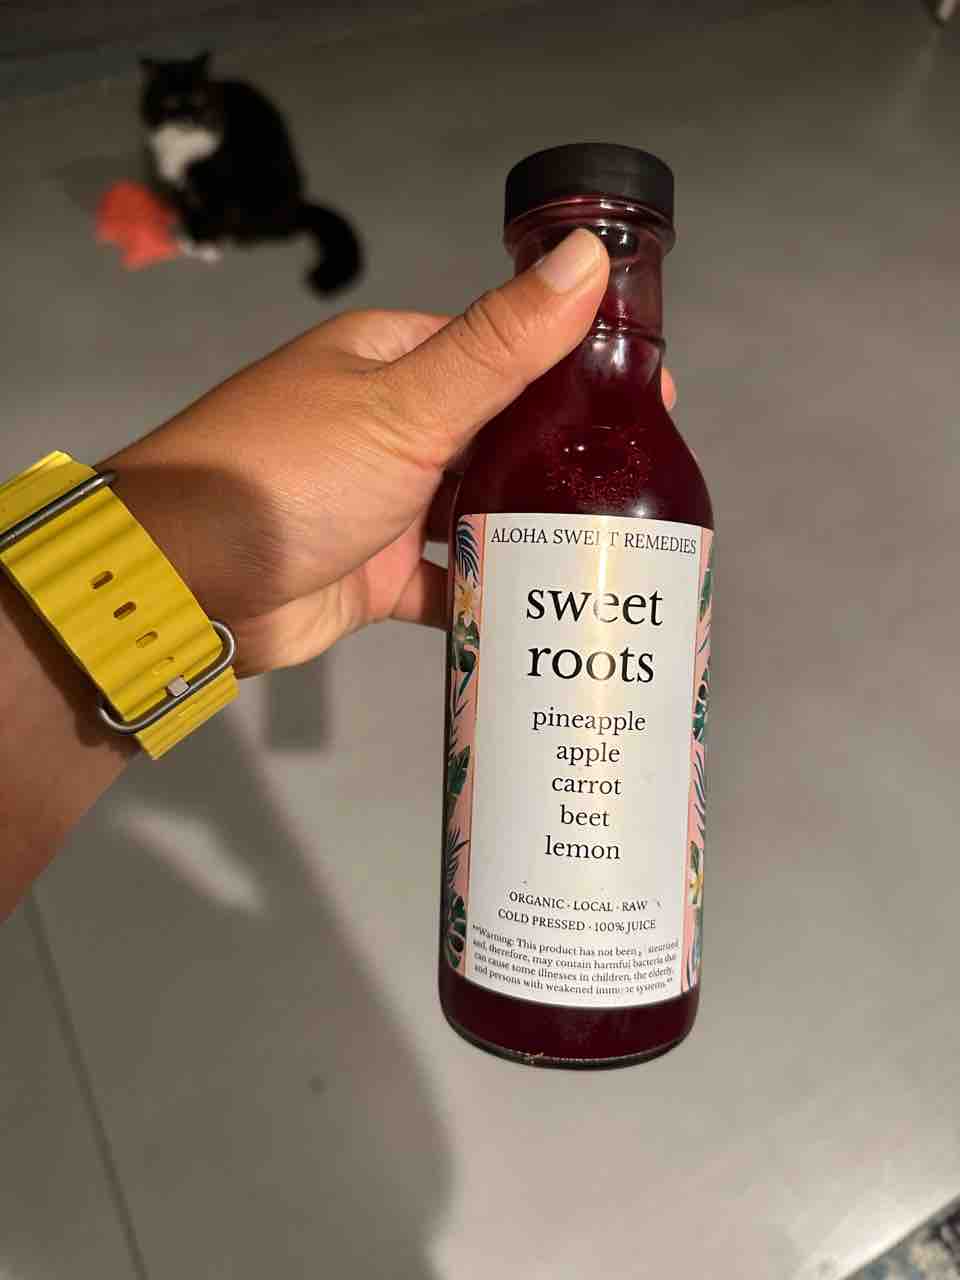 ALOHA SWEET REMEDIES
sweet
roots
pineapple
apple
carrot
beet
lemon
ORGANIC · LOCAL · RAW
COLD PRESSED · 100% JUICE
**Warning: This product has not been
and, therefore, may contain harmful bacteria that
can cause some illnesses in children, the elderly,
and persons with weakened immune systems.**